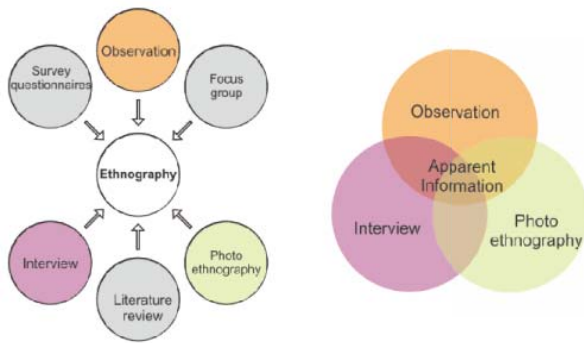 Observation
Survey
questionnaires
Focus
group
Ethnography
Interview
Photo
ethnography
Literature
review
Observation
Apparent
Information
Interview
Photo
ethnography